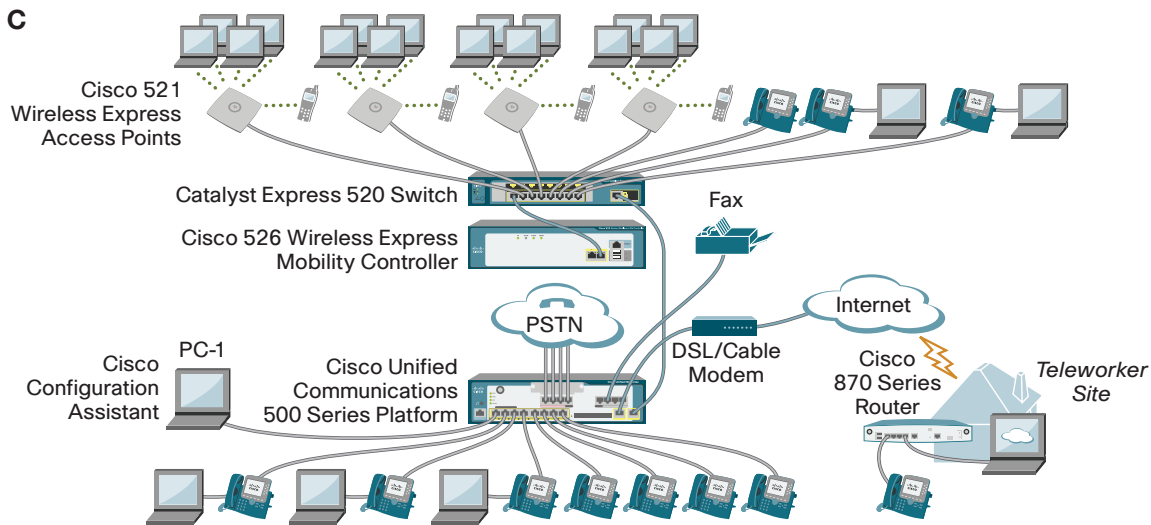 C
Cisco 521
Wireless Express
Access Points
Catalyst Express 520 Switch
Fax
Cisco 526 Wireless Express
Mobility Controller
PSTN
Internet
PC-1
Cisco
Configuration
Assistant
Cisco Unified
Communications
500 Series Platform
DSL/Cable
Modem
Cisco
870 Series
Router
Teleworker
Site